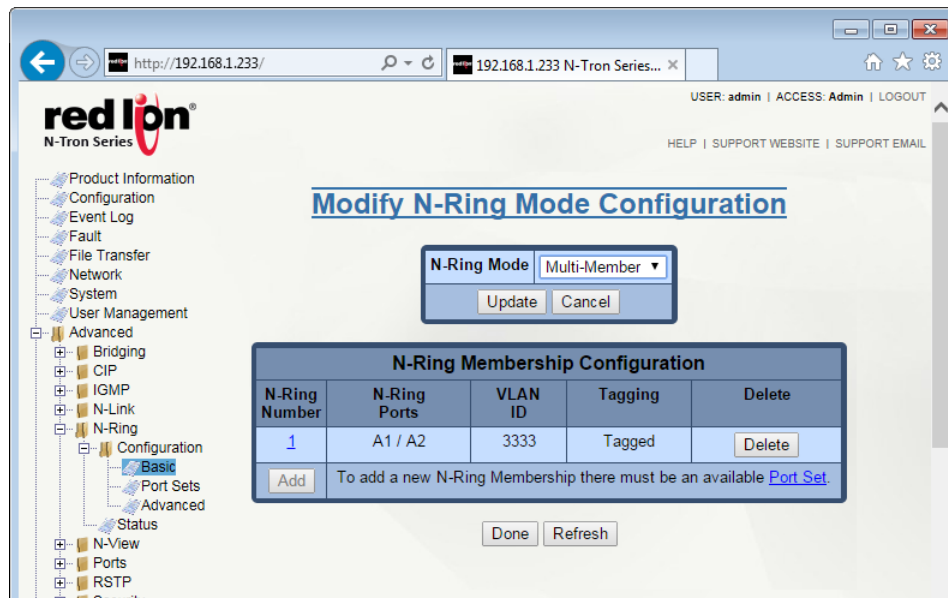 http://192.168.1.233/
192.168.1.233 N-Tron Series...
red lion®
N-Tron Series
USER: admin | ACCESS: Admin | LOGOUT
HELP | SUPPORT WEBSITE | SUPPORT EMAIL
Product Information
Configuration
Event Log
Fault
File Transfer
Network
System
User Management
Advanced
Bridging
CIP
IGMP
N-Link
N-Ring
Configuration
Basic
Port Sets
Advanced
Status
N-View
Ports
RSTP
Modify N-Ring Mode Configuration
N-Ring Mode Multi-Member
Update Cancel
N-Ring Membership Configuration
N-Ring Number N-Ring Ports VLAN ID Tagging Delete
1 A1 / A2 3333 Tagged Delete
Add To add a new N-Ring Membership there must be an available Port Set.
Done Refresh